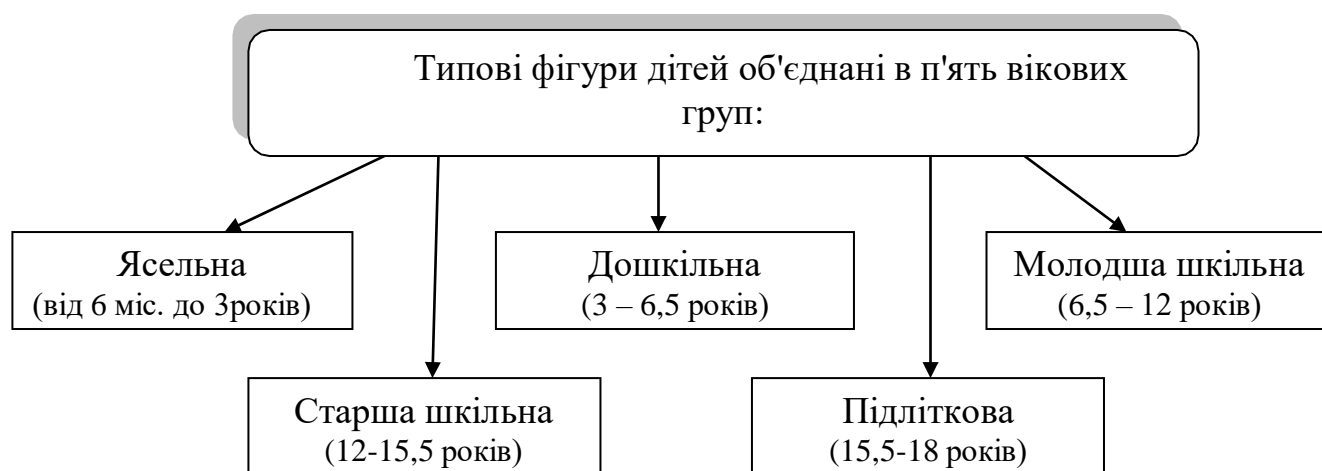 Типові фігури дітей об'єднані в п'ять вікових
груп:
Ясельна
(від 6 міс. до 3років)
Дошкільна
(3 – 6,5 років)
Молодша шкільна
(6,5 – 12 років)
Старша шкільна
(12-15,5 років)
Підліткова
(15,5-18 років)